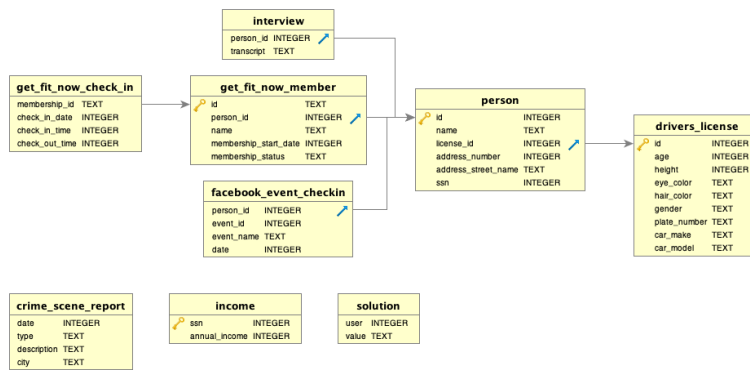 interview
person_id INTEGER
transcript TEXT
get_fit_now_check_in
membership_id TEXT
check_in_date INTEGER
check_in_time INTEGER
check_out_time INTEGER
get_fit_now_member
id TEXT
person_id INTEGER
name TEXT
membership_start_date INTEGER
membership_status TEXT
person
id INTEGER
name TEXT
license_id INTEGER
address_number INTEGER
address_street_name TEXT
ssn INTEGER
drivers_license
id INTEGER
age INTEGER
height INTEGER
eye_color TEXT
hair_color TEXT
gender TEXT
plate_number TEXT
car_make TEXT
car_model TEXT
facebook_event_checkin
person_id INTEGER
event_id INTEGER
event_name TEXT
date INTEGER
crime_scene_report
date INTEGER
type TEXT
description TEXT
city TEXT
income
ssn INTEGER
annual_income INTEGER
solution
user INTEGER
value TEXT